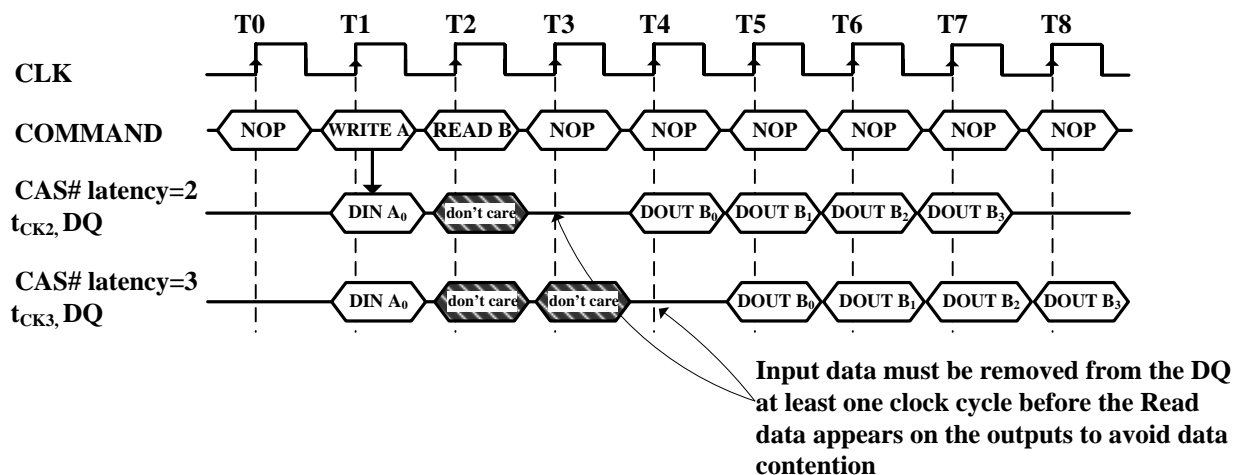 T0 T1 T2 T3 T4 T5 T6 T7 T8
CLK
COMMAND NOP WRITE A READ B NOP NOP NOP NOP NOP NOP
CAS# latency=2
tCK2, DQ DIN A0 don't care DOUT B0 DOUT B1 DOUT B2 DOUT B3
CAS# latency=3
tCK3, DQ DIN A0 don't care don't care DOUT B0 DOUT B1 DOUT B2 DOUT B3
Input data must be removed from the DQ
at least one clock cycle before the Read
data appears on the outputs to avoid data
contention